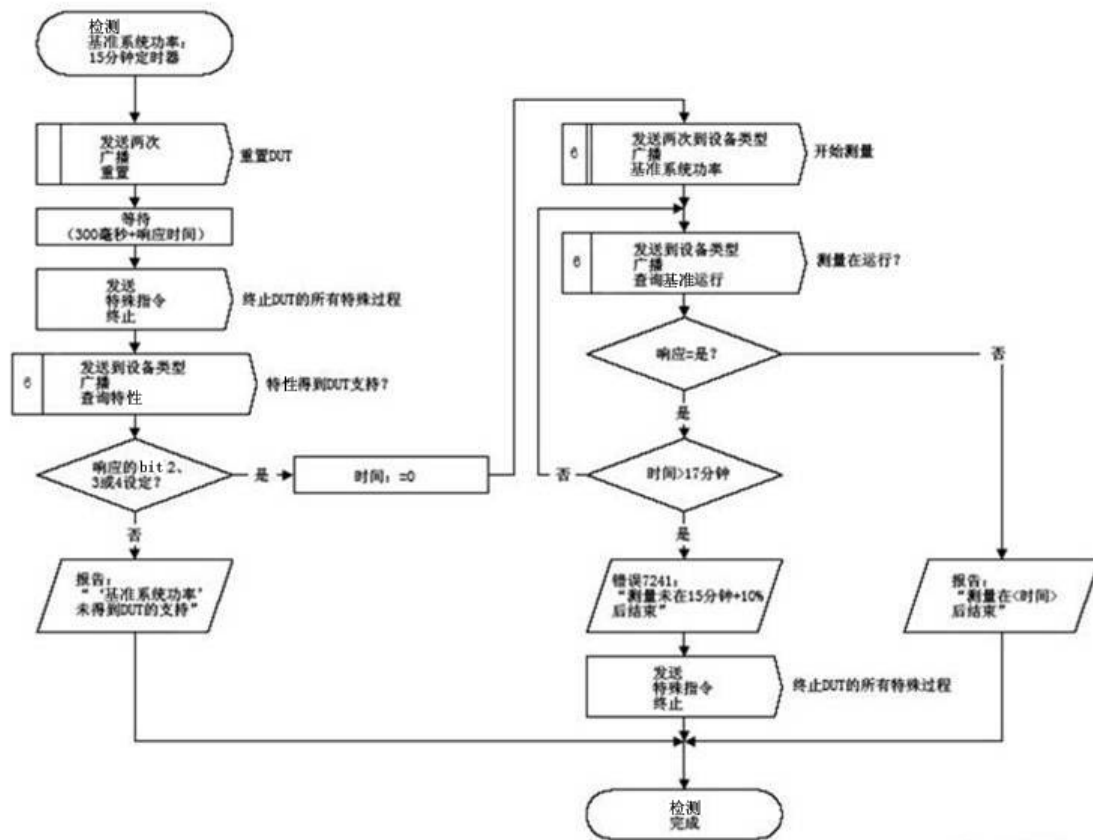 检测
基准系统功率：
15分钟定时器
发送两次
广播
重置
重置DUT
等待
（300毫秒+响应时间）
发送
特殊指令
终止
终止DUT的所有特殊过程
6
发送到设备类型
广播
查询特性
特性得到DUT支持？
响应的bit 2、
3或4设定？
是
时间：=0
否
报告：
“‘基准系统功率’
未得到DUT的支持”
6
发送两次到设备类型
广播
基准系统功率
开始测量
6
发送到设备类型
广播
查询基准运行
测量在运行？
响应=是？
否
是
时间>17分钟
否
是
错误7241：
“测量未在15分钟+10%
后结束”
报告：
“测量在<时间>
后结束”
发送
特殊指令
终止
终止DUT的所有特殊过程
检测
完成